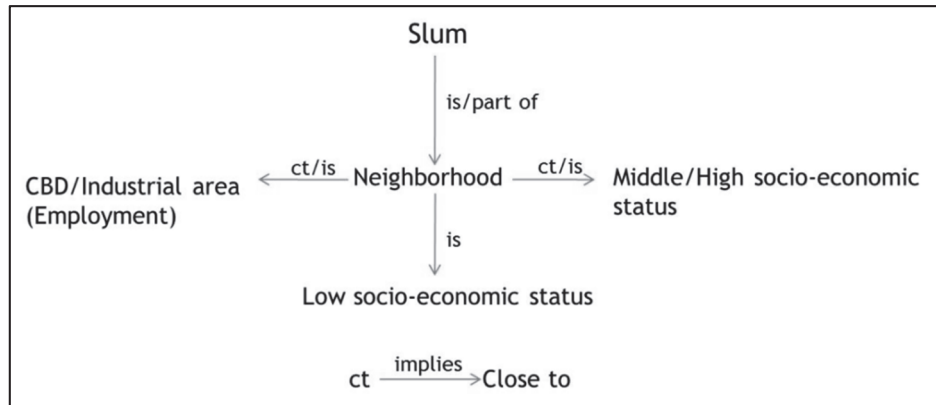 Slum
is/part of
CBD/Industrial area
(Employment)
ct/is
Neighborhood
ct/is
Middle/High socio-economic
status
is
Low socio-economic status
ct
implies
Close to